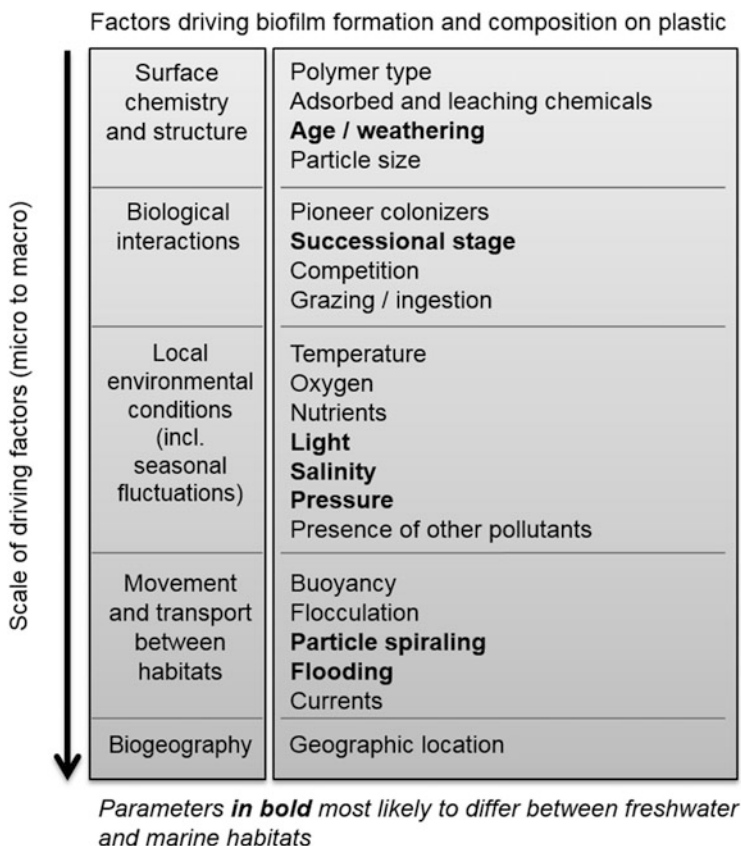 Factors driving biofilm formation and composition on plastic
Scale of driving factors (micro to macro)
Surface
chemistry
and structure
Polymer type
Adsorbed and leaching chemicals
Age / weathering
Particle size
Biological
interactions
Pioneer colonizers
Successional stage
Competition
Grazing / ingestion
Local
environmental
conditions
(incl.
seasonal
fluctuations)
Temperature
Oxygen
Nutrients
Light
Salinity
Pressure
Presence of other pollutants
Movement
and transport
between
habitats
Buoyancy
Flocculation
Particle spiraling
Flooding
Currents
Biogeography
Geographic location
Parameters in bold most likely to differ between freshwater
and marine habitats